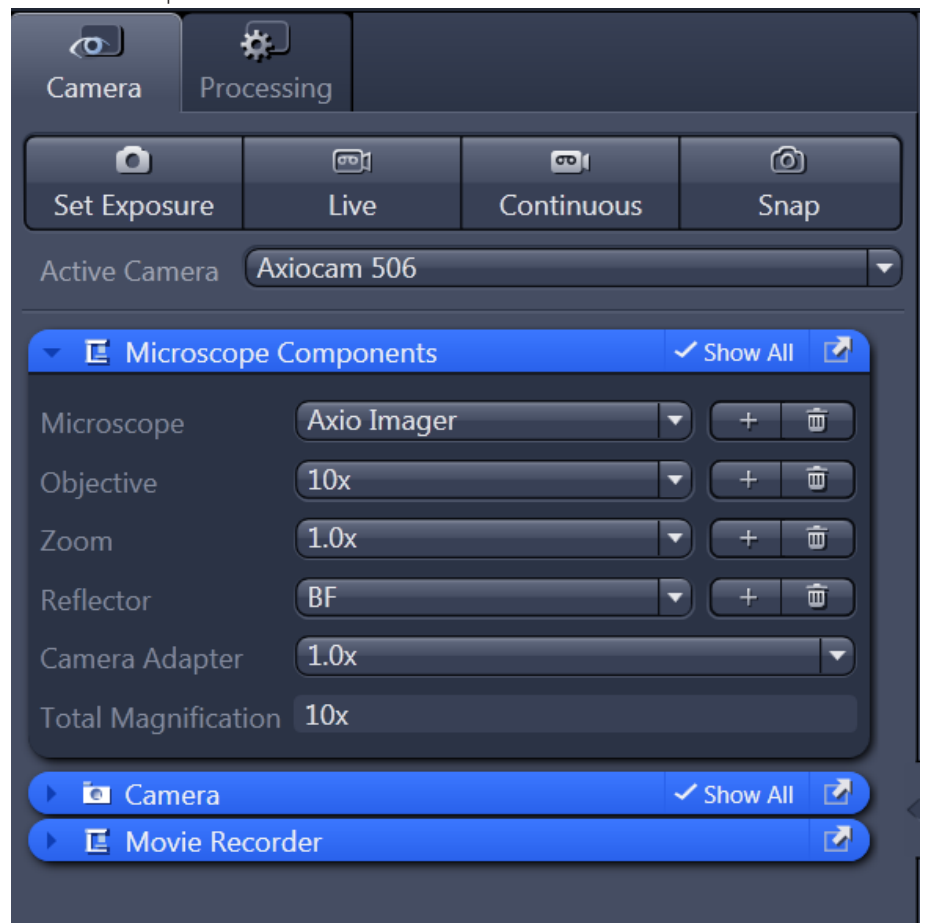 Camera Processing
Set Exposure Live Continuous Snap
Active Camera Axiocam 506
Microscope Components Show All
Microscope Axio Imager +
Objective 10x +
Zoom 1.0x +
Reflector BF +
Camera Adapter 1.0x
Total Magnification 10x
Camera Show All
Movie Recorder